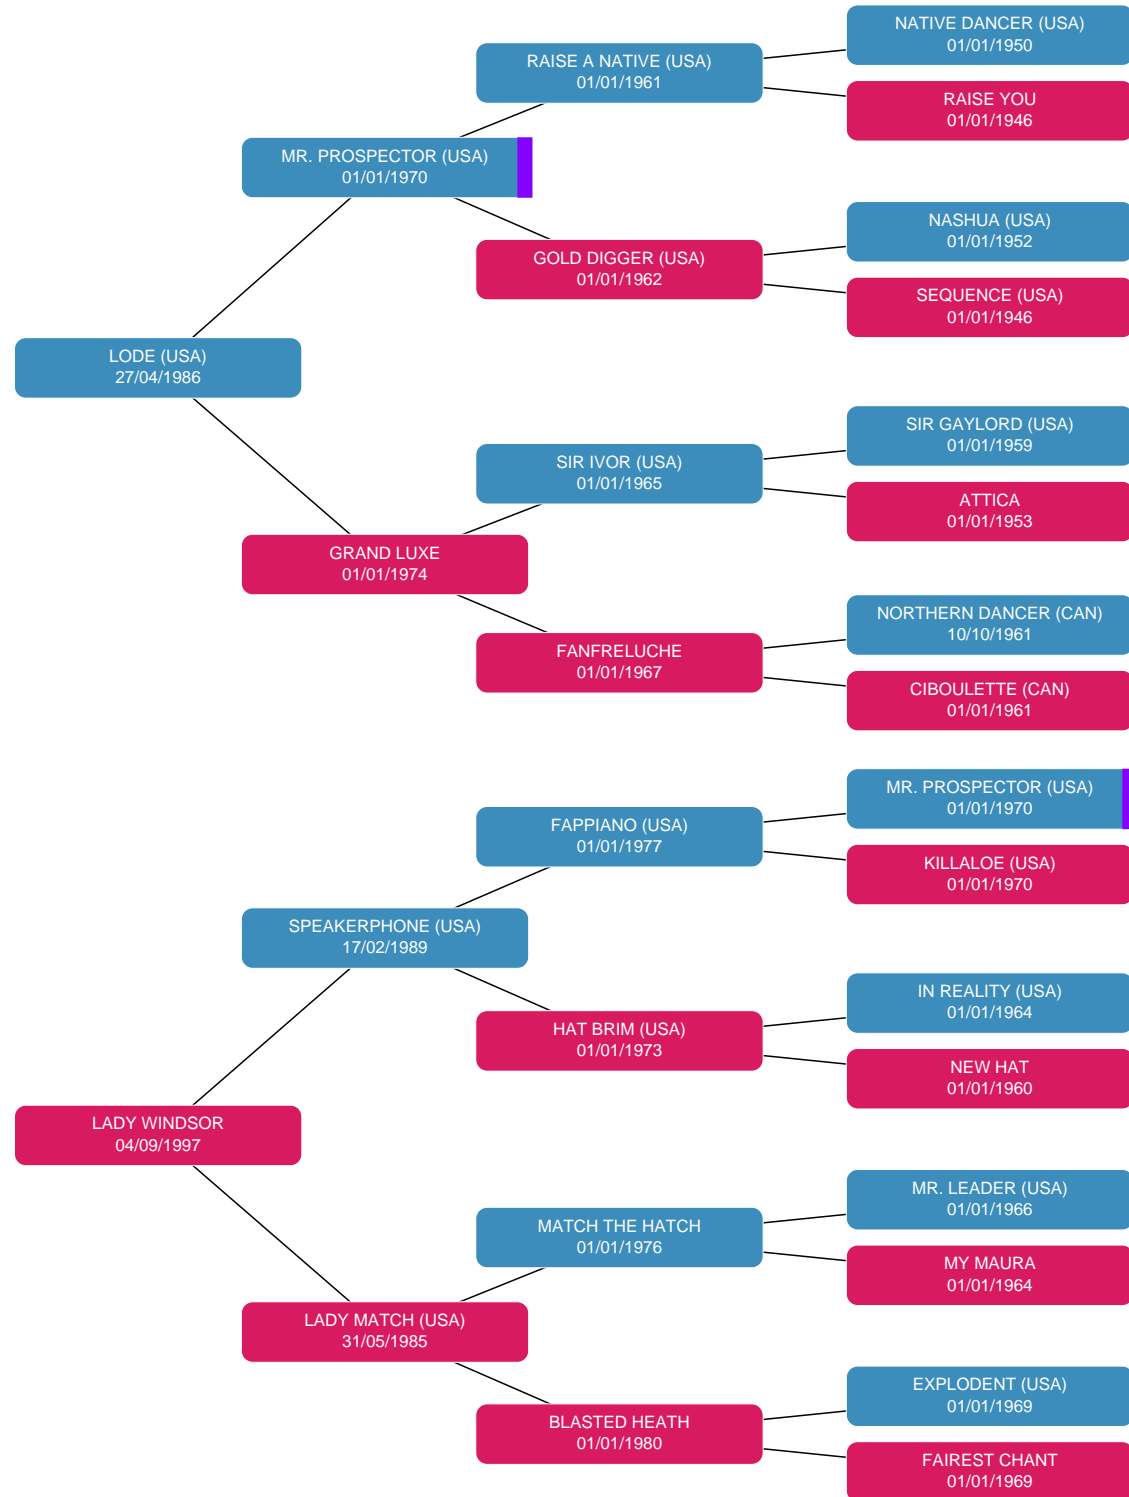 NATIVE DANCER (USA)
01/01/1950
RAISE A NATIVE (USA)
01/01/1961
RAISE YOU
01/01/1946
MR. PROSPECTOR (USA)
01/01/1970
NASHUA (USA)
01/01/1952
GOLD DIGGER (USA)
01/01/1962
SEQUENCE (USA)
01/01/1946
LODE (USA)
27/04/1986
SIR GAYLORD (USA)
01/01/1959
SIR IVOR (USA)
01/01/1965
ATTICA
01/01/1953
GRAND LUXE
01/01/1974
NORTHERN DANCER (CAN)
10/10/1961
FANFRELUCHE
01/01/1967
CIBOULETTE (CAN)
01/01/1961
MR. PROSPECTOR (USA)
01/01/1970
FAPPIANO (USA)
01/01/1977
KILLALOE (USA)
01/01/1970
SPEAKERPHONE (USA)
17/02/1989
IN REALITY (USA)
01/01/1964
HAT BRIM (USA)
01/01/1973
NEW HAT
01/01/1960
LADY WINDSOR
04/09/1997
MR. LEADER (USA)
01/01/1966
MATCH THE HATCH
01/01/1976
MY MAURA
01/01/1964
LADY MATCH (USA)
31/05/1985
EXPLODENT (USA)
01/01/1969
BLASTED HEATH
01/01/1980
FAIREST CHANT
01/01/1969